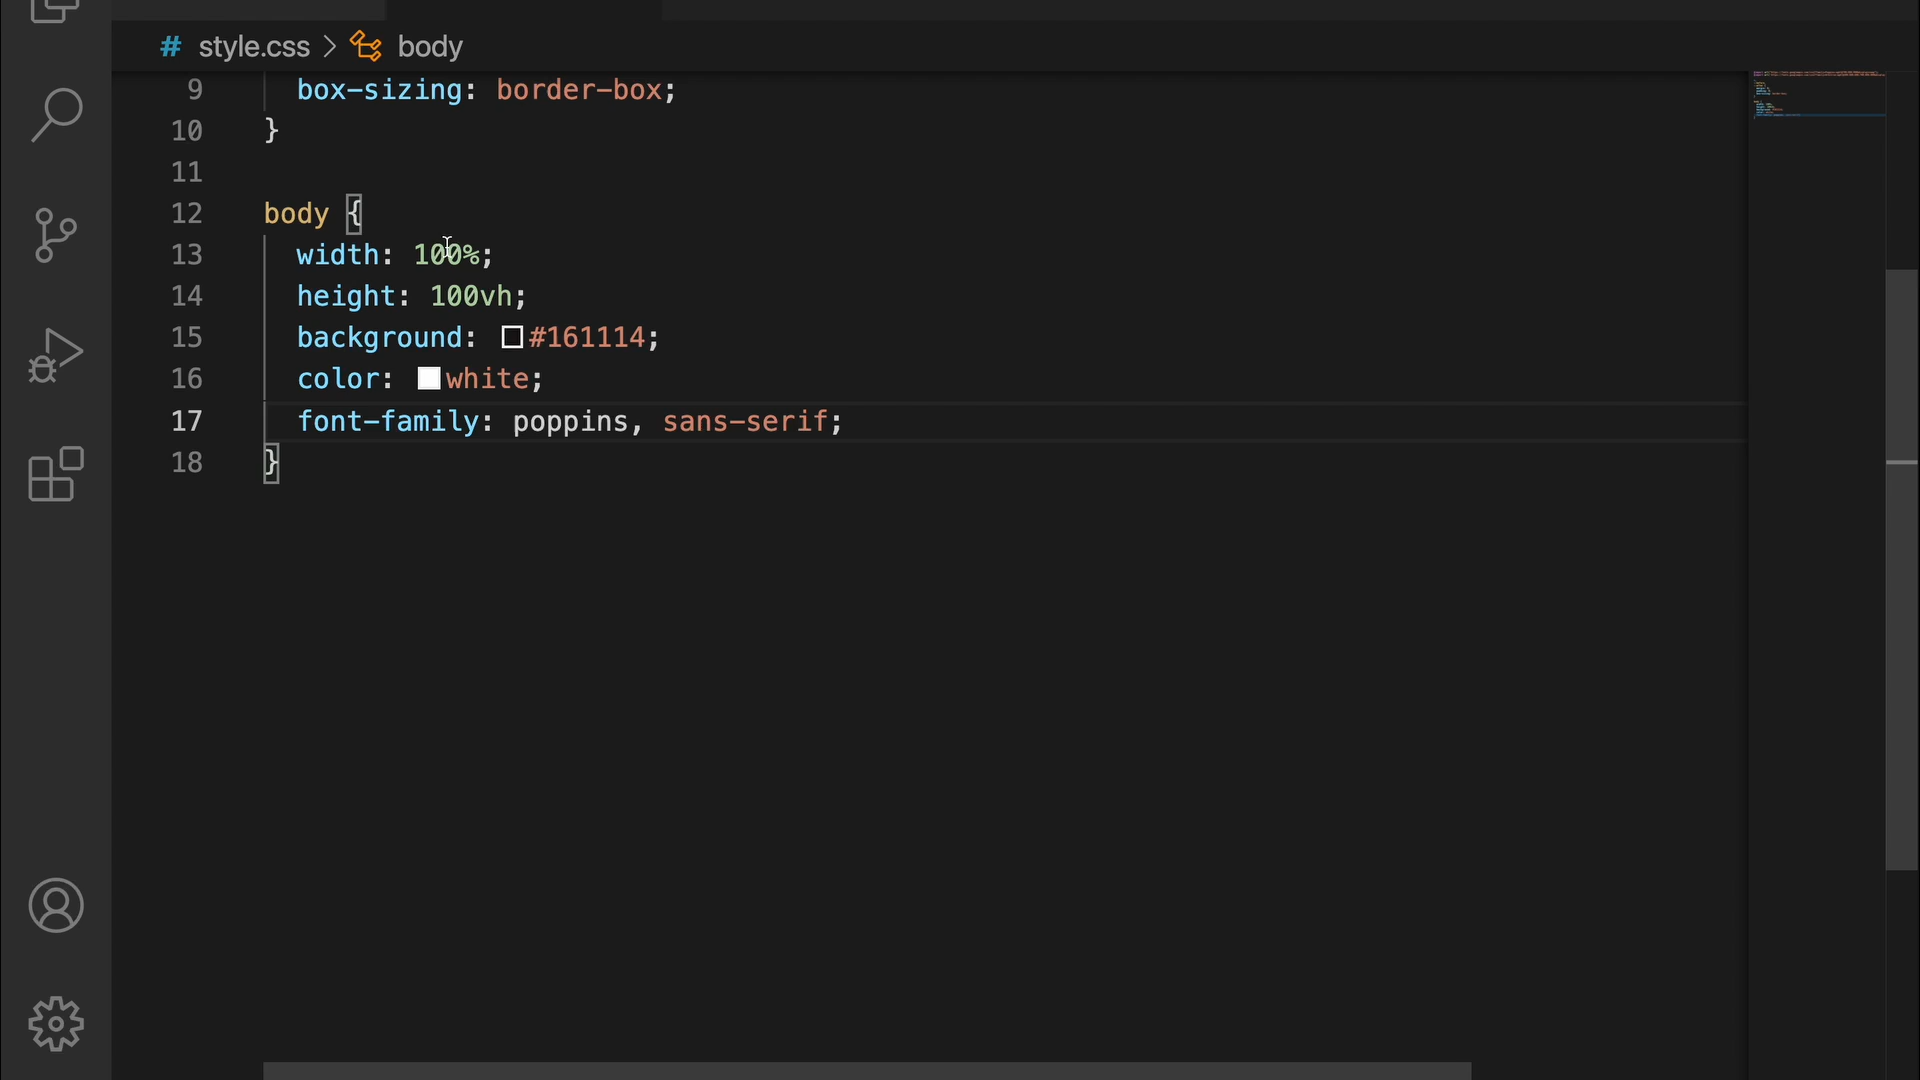 # style.css > body
9 box-sizing: border-box;
10 }
11
12 body {
13 width: 100%;
14 height: 100vh;
15 background: #161114;
16 color: white;
17 font-family: poppins, sans-serif;
18 }